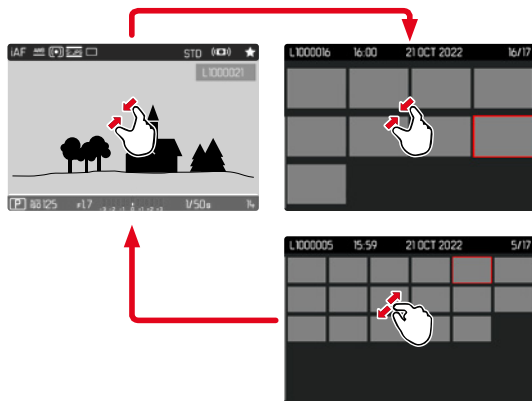 iAF STD
L1000021
P ISO 125 F1.7 1/50s
L1000016 16:00 21 OCT 2022 16/17
L1000005 15:59 21 OCT 2022 5/17